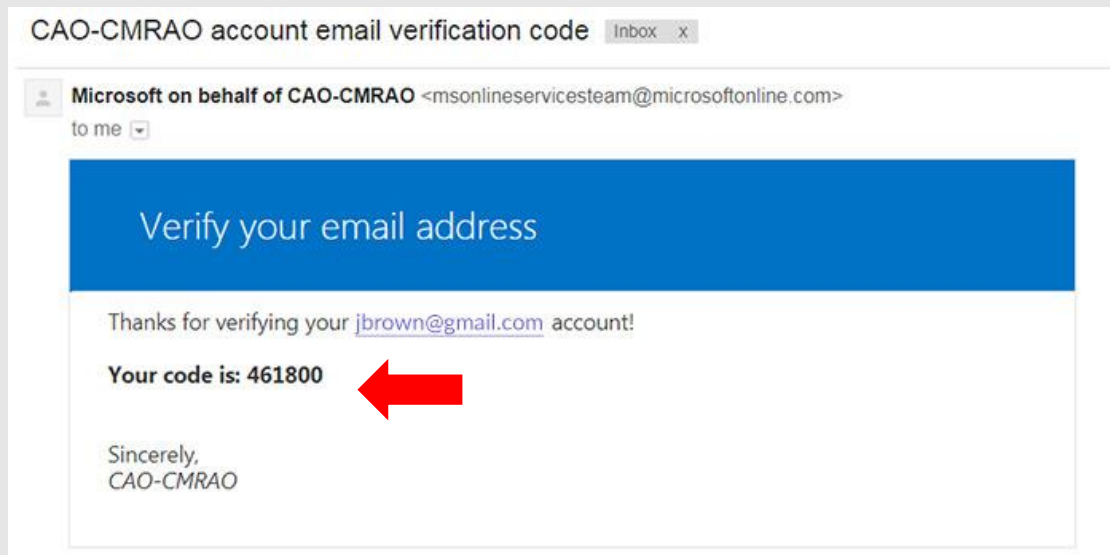 CAO-CMRAO account email verification code Inbox x
Microsoft on behalf of CAO-CMRAO <msonlineservicesteam@microsoftonline.com>
to me
Verify your email address
Thanks for verifying your jbrown@gmail.com account!
Your code is: 461800
Sincerely,
CAO-CMRAO